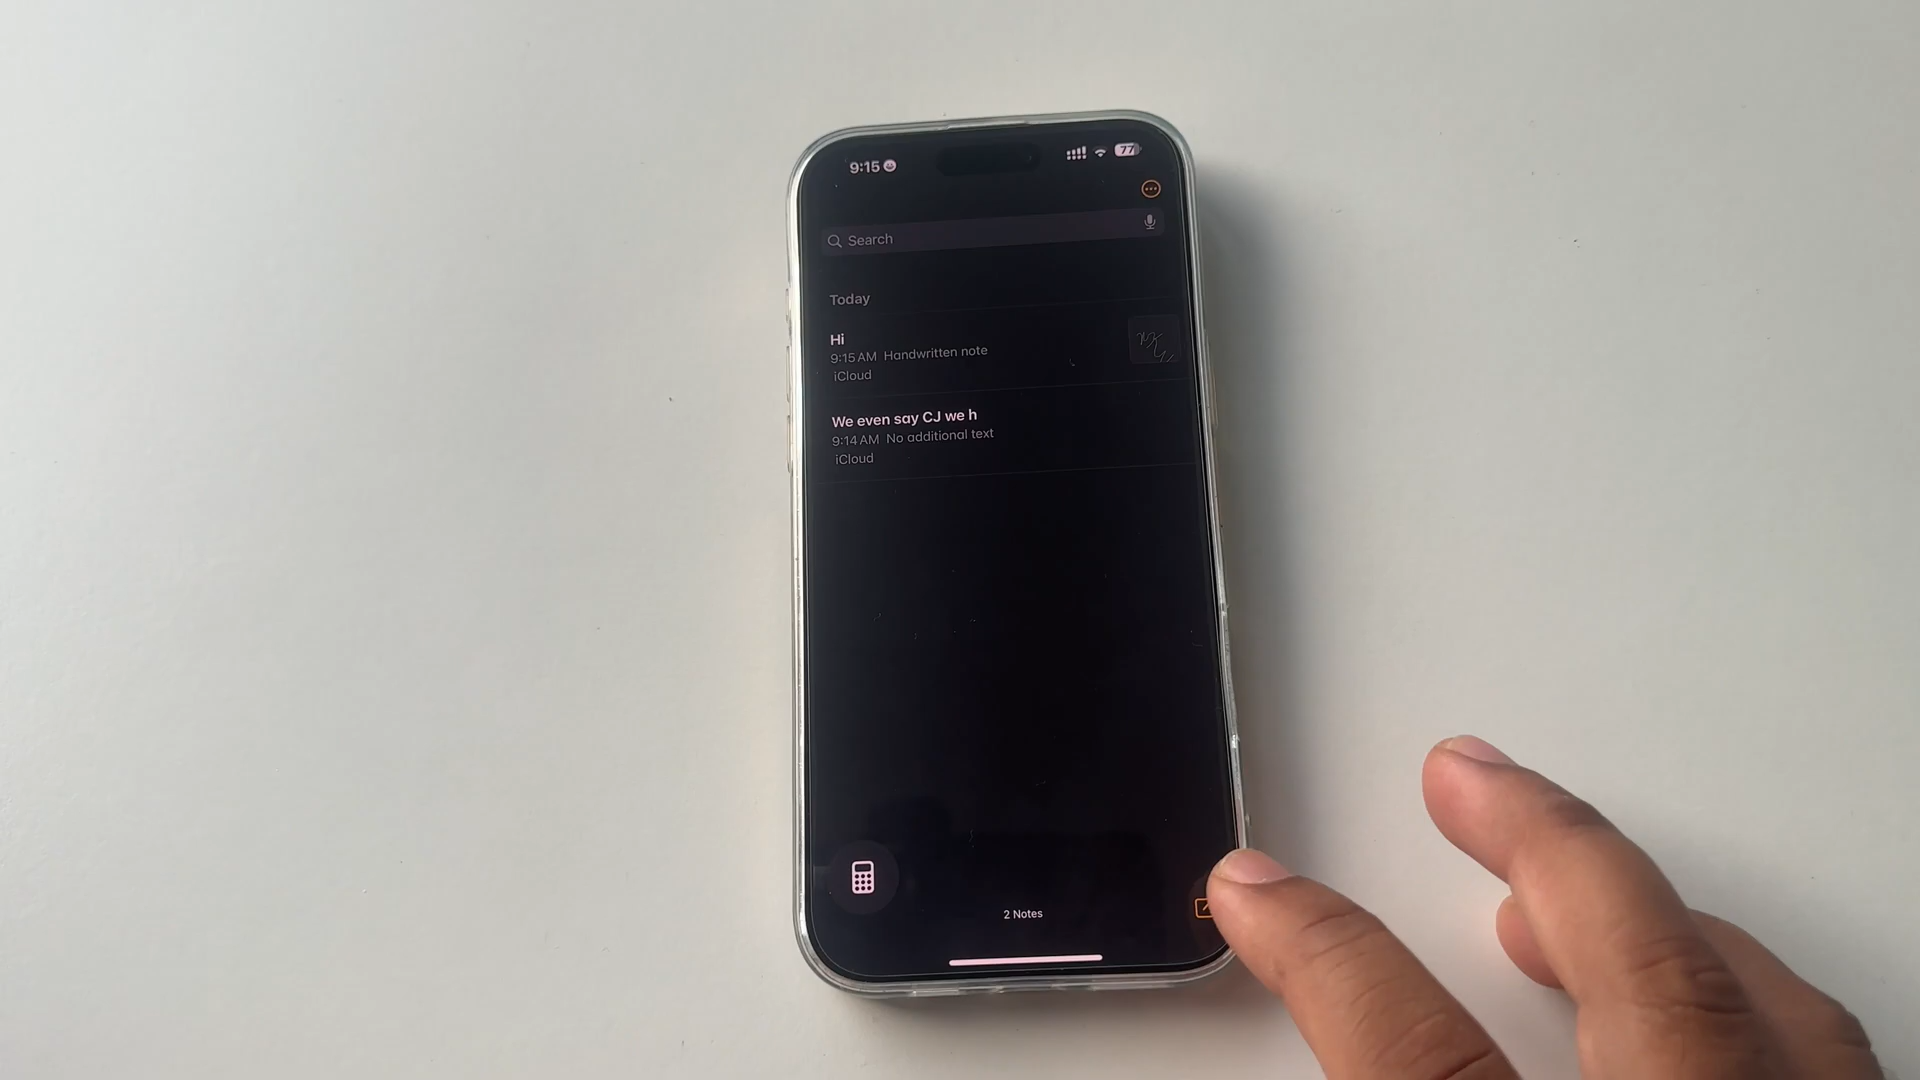 9:15
77
Search
Today
Hi
9:15 AM Handwritten note
iCloud
We even say CJ we h
9:14 AM No additional text
iCloud
2 Notes